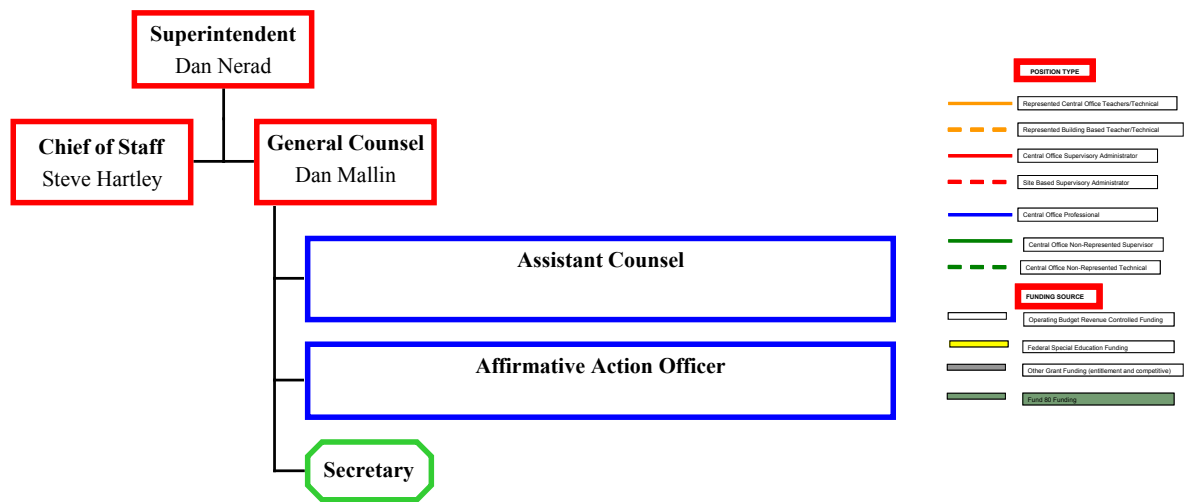 Superintendent
Dan Nerad
Chief of Staff
Steve Hartley
General Counsel
Dan Mallin
Assistant Counsel
Affirmative Action Officer
Secretary
POSITION TYPE
Represented Central Office Teachers/Technical
Represented Building Based Teacher/Technical
Central Office Supervisory Administrator
Site Based Supervisory Administrator
Central Office Professional
Central Office Non-Represented Supervisor
Central Office Non-Represented Technical
FUNDING SOURCE
Operating Budget Revenue Controlled Funding
Federal Special Education Funding
Other Grant Funding (entitlement and competitive)
Fund 80 Funding